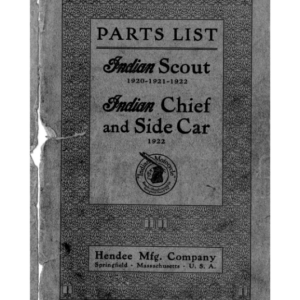 PARTS LIST
Indian Scout
1920-1921-1922
Indian Chief
and Side Car
1922
Hendee Mfg. Company
Springfield - Massachusetts - U. S. A.